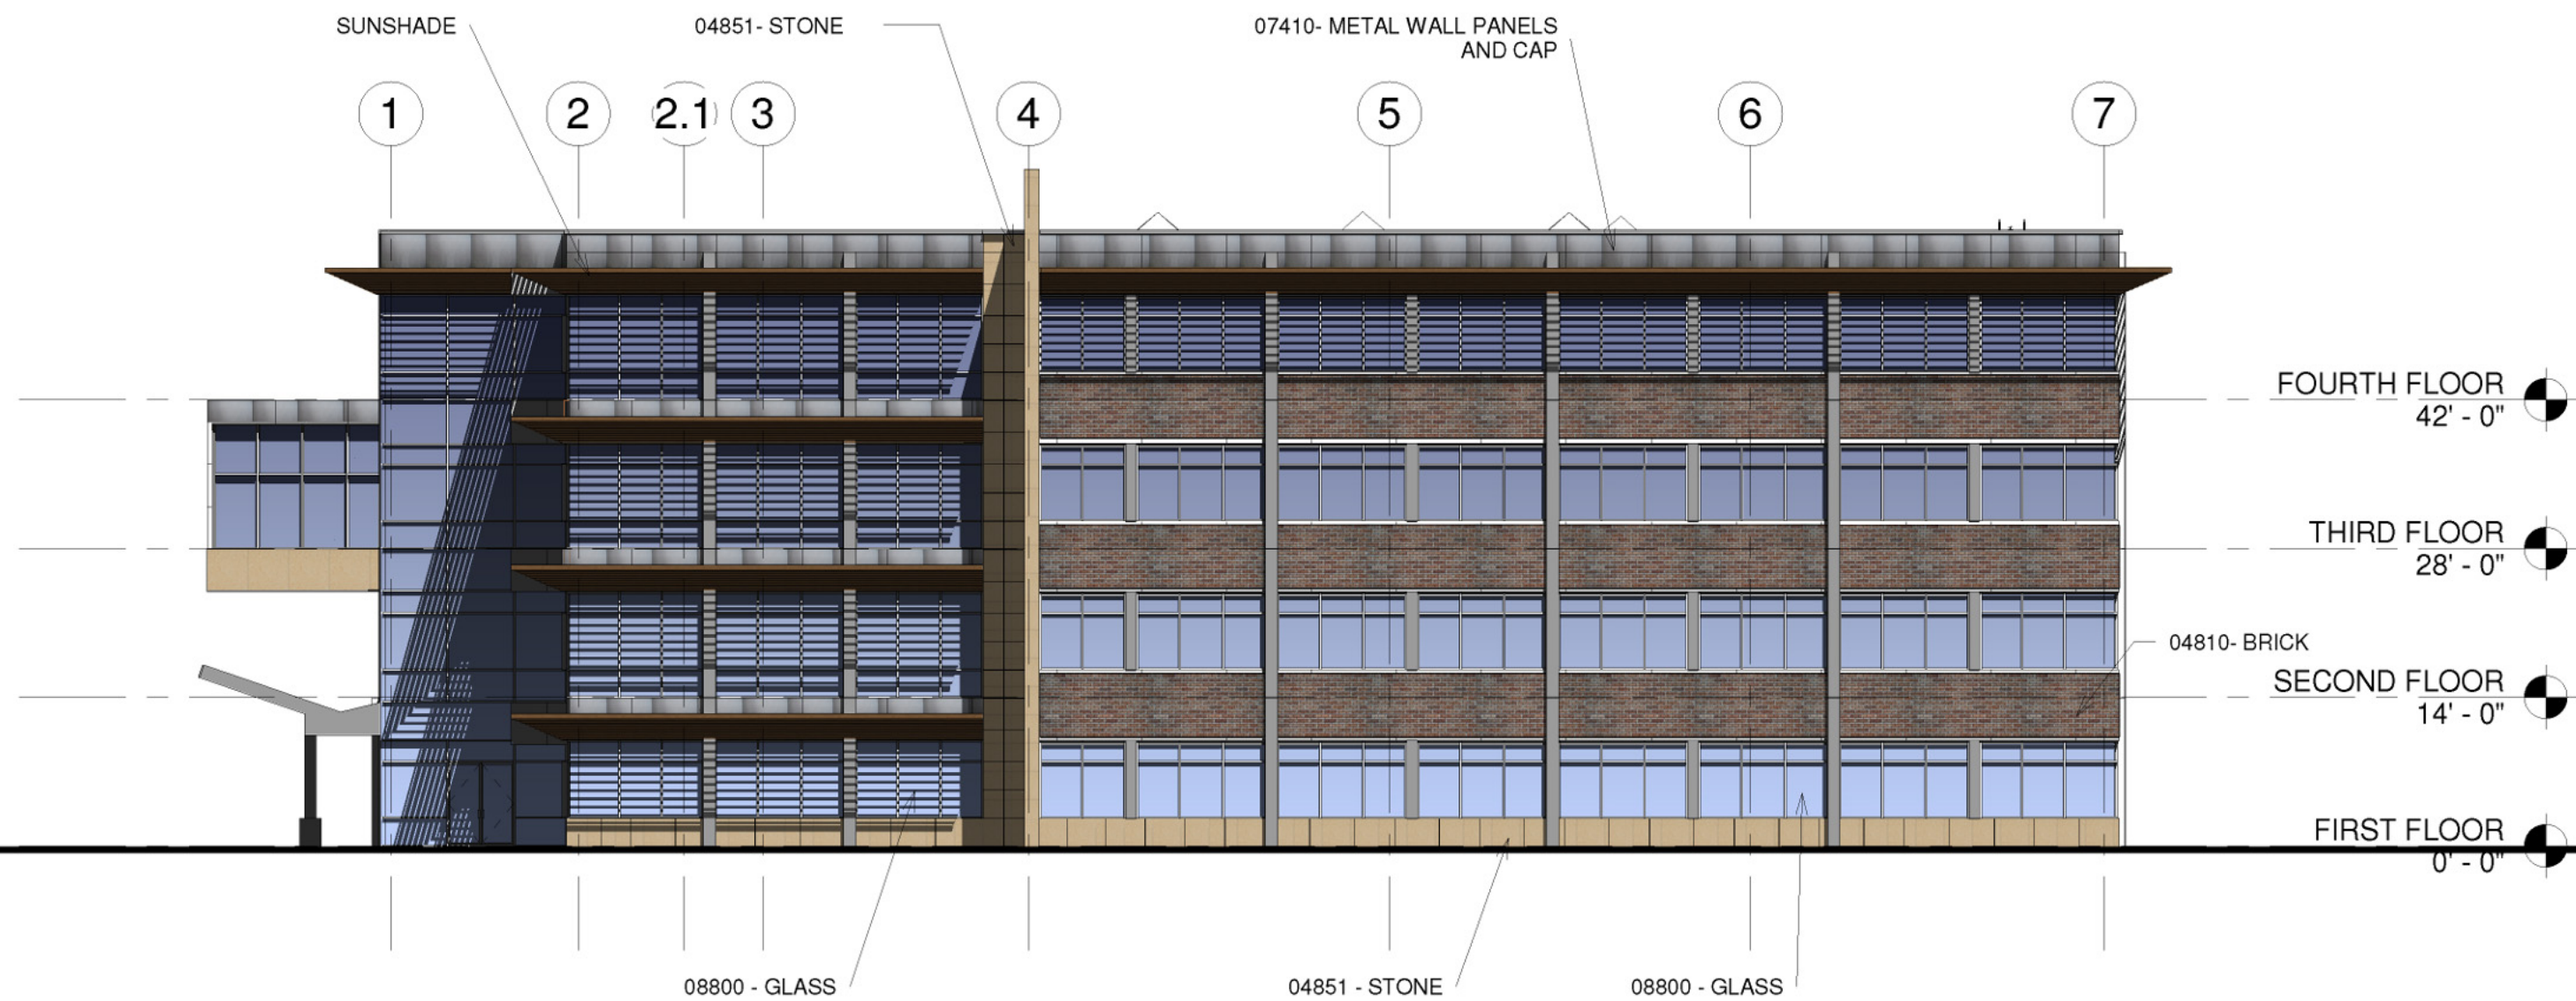 SUNSHADE
04851- STONE
07410- METAL WALL PANELS
AND CAP
1
2
2.1
3
4
5
6
7
FOURTH FLOOR
42' - 0"
THIRD FLOOR
28' - 0"
04810- BRICK
SECOND FLOOR
14' - 0"
FIRST FLOOR
0' - 0"
08800 - GLASS
04851 - STONE
08800 - GLASS